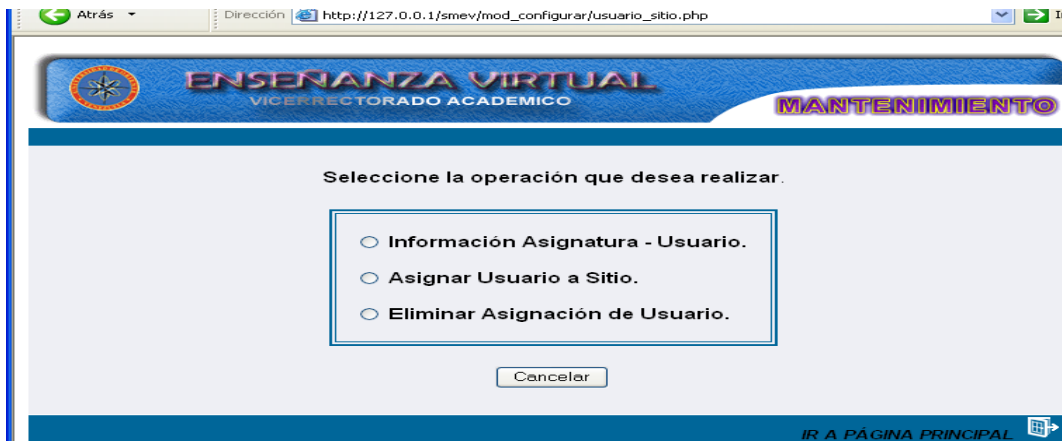 Atrás
Dirección http://127.0.0.1/smev/mod_configurar/usuario_sitio.php
ENSEÑANZA VIRTUAL
VICERRECTORADO ACADEMICO
MANTENIMIENTO
Seleccione la operación que desea realizar.
Información Asignatura - Usuario.
Asignar Usuario a Sitio.
Eliminar Asignación de Usuario.
Cancelar
IR A PÁGINA PRINCIPAL